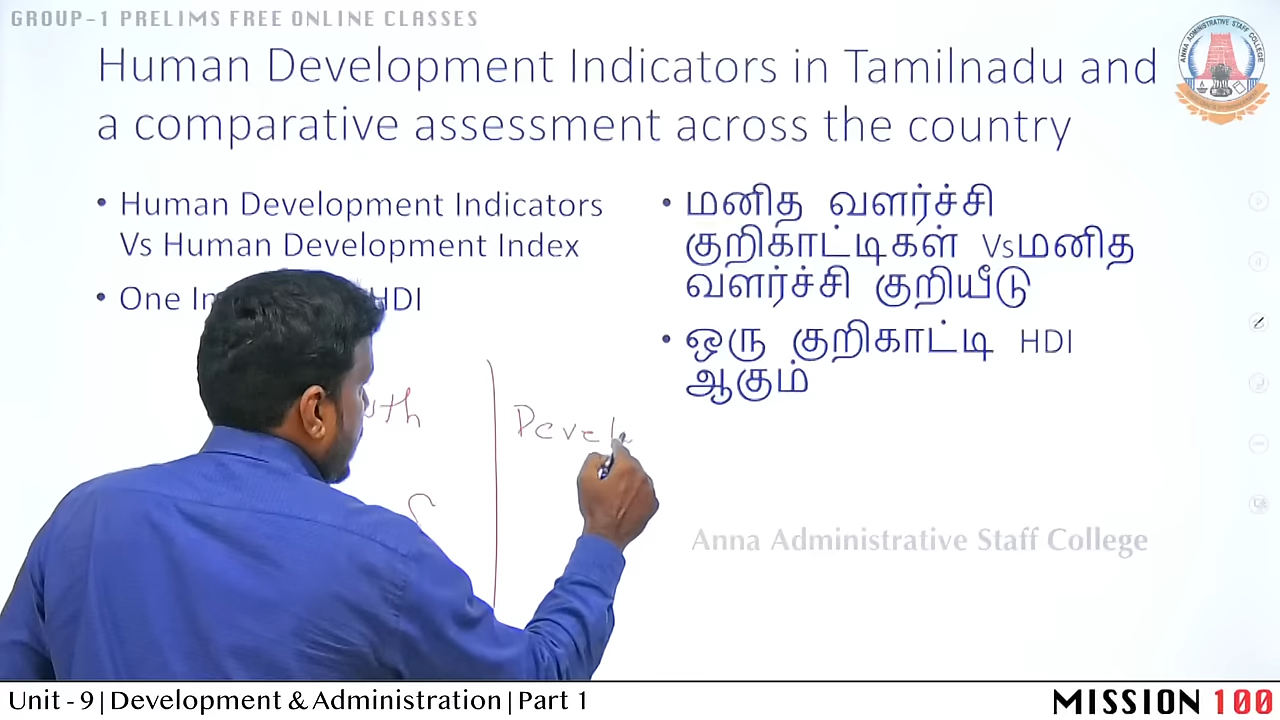 GROUP-1 PRELIMS FREE ONLINE CLASSES
Human Development Indicators in Tamilnadu and
a comparative assessment across the country
• Human Development Indicators
Vs Human Development Index
• One HDI
• மனித வளர்ச்சி
குறிகாட்டிகள் Vsமனித
வளர்ச்சி குறியீடு
• ஒரு குறிகாட்டி HDI
ஆகும்
Develo
Anna Administrative Staff College
Unit - 9|Development & Administration|Part 1
MISSION 100